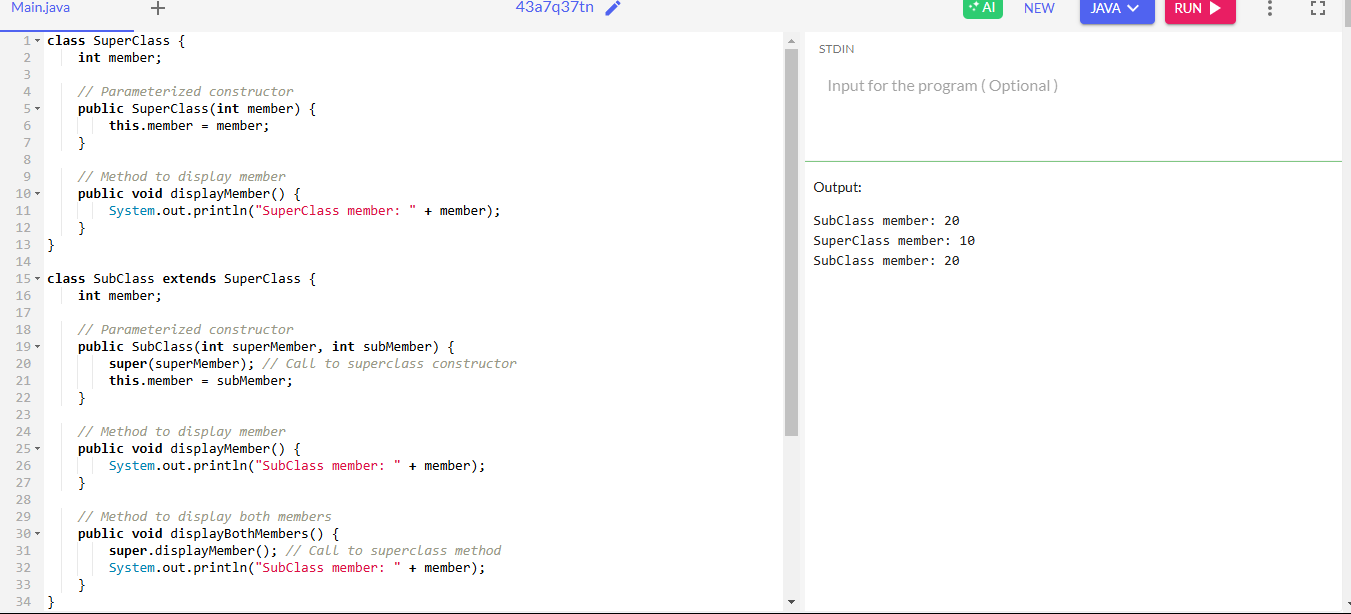 Main.java
43a7q37tn
AI
NEW
JAVA
RUN
1 class SuperClass {
2     int member;
3
4     // Parameterized constructor
5     public SuperClass(int member) {
6         this.member = member;
7     }
8
9     // Method to display member
10     public void displayMember() {
11         System.out.println("SuperClass member: " + member);
12     }
13 }
14
15 class SubClass extends SuperClass {
16     int member;
17
18     // Parameterized constructor
19     public SubClass(int superMember, int subMember) {
20         super(superMember); // Call to superclass constructor
21         this.member = subMember;
22     }
23
24     // Method to display member
25     public void displayMember() {
26         System.out.println("SubClass member: " + member);
27     }
28
29     // Method to display both members
30     public void displayBothMembers() {
31         super.displayMember(); // Call to superclass method
32         System.out.println("SubClass member: " + member);
33     }
34 }
STDIN
Input for the program ( Optional )
Output:
SubClass member: 20
SuperClass member: 10
SubClass member: 20